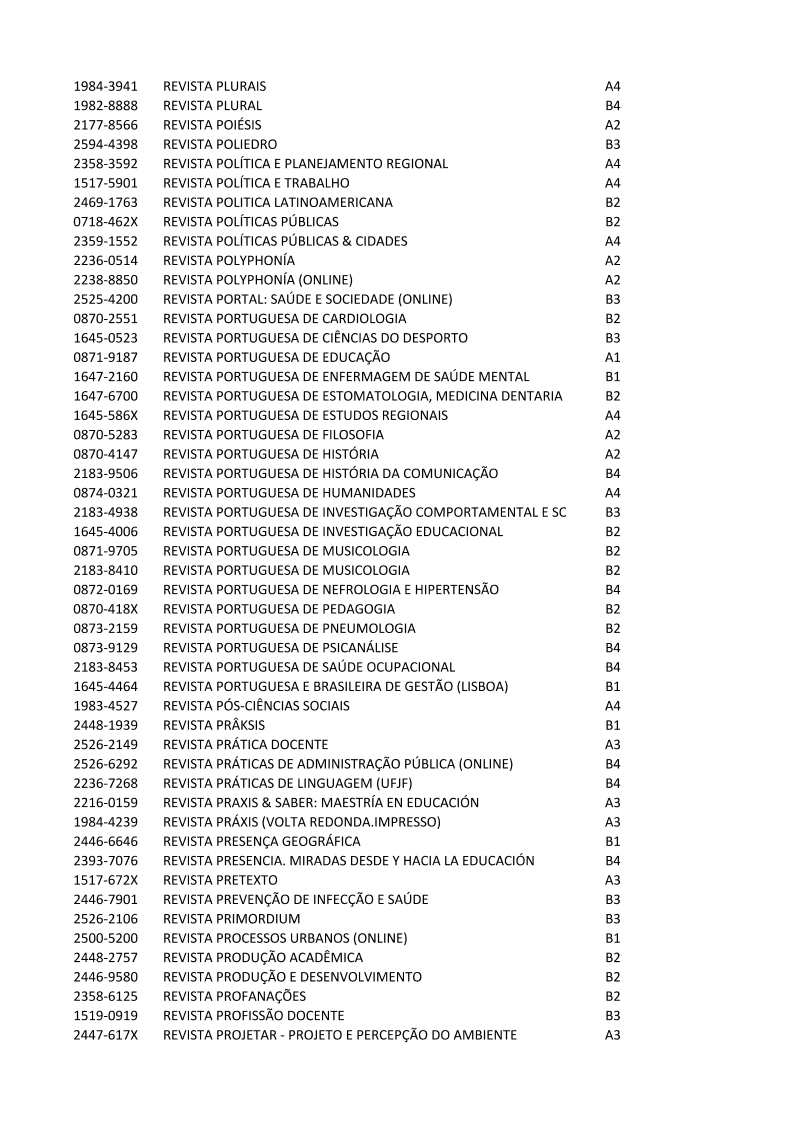 1984-3941 REVISTA PLURAIS A4
1982-8888 REVISTA PLURAL B4
2177-8566 REVISTA POIÉSIS A2
2594-4398 REVISTA POLIEDRO B3
2358-3592 REVISTA POLÍTICA E PLANEJAMENTO REGIONAL A4
1517-5901 REVISTA POLÍTICA E TRABALHO A4
2469-1763 REVISTA POLITICA LATINOAMERICANA B2
0718-462X REVISTA POLÍTICAS PÚBLICAS B2
2359-1552 REVISTA POLÍTICAS PÚBLICAS & CIDADES A4
2236-0514 REVISTA POLYPHONÍA A2
2238-8850 REVISTA POLYPHONÍA (ONLINE) A2
2525-4200 REVISTA PORTAL: SAÚDE E SOCIEDADE (ONLINE) B3
0870-2551 REVISTA PORTUGUESA DE CARDIOLOGIA B2
1645-0523 REVISTA PORTUGUESA DE CIÊNCIAS DO DESPORTO B3
0871-9187 REVISTA PORTUGUESA DE EDUCAÇÃO A1
1647-2160 REVISTA PORTUGUESA DE ENFERMAGEM DE SAÚDE MENTAL B1
1647-6700 REVISTA PORTUGUESA DE ESTOMATOLOGIA, MEDICINA DENTARIA B2
1645-586X REVISTA PORTUGUESA DE ESTUDOS REGIONAIS A4
0870-5283 REVISTA PORTUGUESA DE FILOSOFIA A2
0870-4147 REVISTA PORTUGUESA DE HISTÓRIA A2
2183-9506 REVISTA PORTUGUESA DE HISTÓRIA DA COMUNICAÇÃO B4
0874-0321 REVISTA PORTUGUESA DE HUMANIDADES A4
2183-4938 REVISTA PORTUGUESA DE INVESTIGAÇÃO COMPORTAMENTAL E SC B3
1645-4006 REVISTA PORTUGUESA DE INVESTIGAÇÃO EDUCACIONAL B2
0871-9705 REVISTA PORTUGUESA DE MUSICOLOGIA B2
2183-8410 REVISTA PORTUGUESA DE MUSICOLOGIA B2
0872-0169 REVISTA PORTUGUESA DE NEFROLOGIA E HIPERTENSÃO B4
0870-418X REVISTA PORTUGUESA DE PEDAGOGIA B2
0873-2159 REVISTA PORTUGUESA DE PNEUMOLOGIA B2
0873-9129 REVISTA PORTUGUESA DE PSICANÁLISE B4
2183-8453 REVISTA PORTUGUESA DE SAÚDE OCUPACIONAL B4
1645-4464 REVISTA PORTUGUESA E BRASILEIRA DE GESTÃO (LISBOA) B1
1983-4527 REVISTA PÓS-CIÊNCIAS SOCIAIS A4
2448-1939 REVISTA PRÂKSIS B1
2526-2149 REVISTA PRÁTICA DOCENTE A3
2526-6292 REVISTA PRÁTICAS DE ADMINISTRAÇÃO PÚBLICA (ONLINE) B4
2236-7268 REVISTA PRÁTICAS DE LINGUAGEM (UFJF) B4
2216-0159 REVISTA PRAXIS & SABER: MAESTRÍA EN EDUCACIÓN A3
1984-4239 REVISTA PRÁXIS (VOLTA REDONDA.IMPRESSO) A3
2446-6646 REVISTA PRESENÇA GEOGRÁFICA B1
2393-7076 REVISTA PRESENCIA. MIRADAS DESDE Y HACIA LA EDUCACIÓN B4
1517-672X REVISTA PRETEXTO A3
2446-7901 REVISTA PREVENÇÃO DE INFECÇÃO E SAÚDE B3
2526-2106 REVISTA PRIMORDIUM B3
2500-5200 REVISTA PROCESSOS URBANOS (ONLINE) B1
2448-2757 REVISTA PRODUÇÃO ACADÊMICA B2
2446-9580 REVISTA PRODUÇÃO E DESENVOLVIMENTO B2
2358-6125 REVISTA PROFANAÇÕES B2
1519-0919 REVISTA PROFISSÃO DOCENTE B3
2447-617X REVISTA PROJETAR - PROJETO E PERCEPÇÃO DO AMBIENTE A3